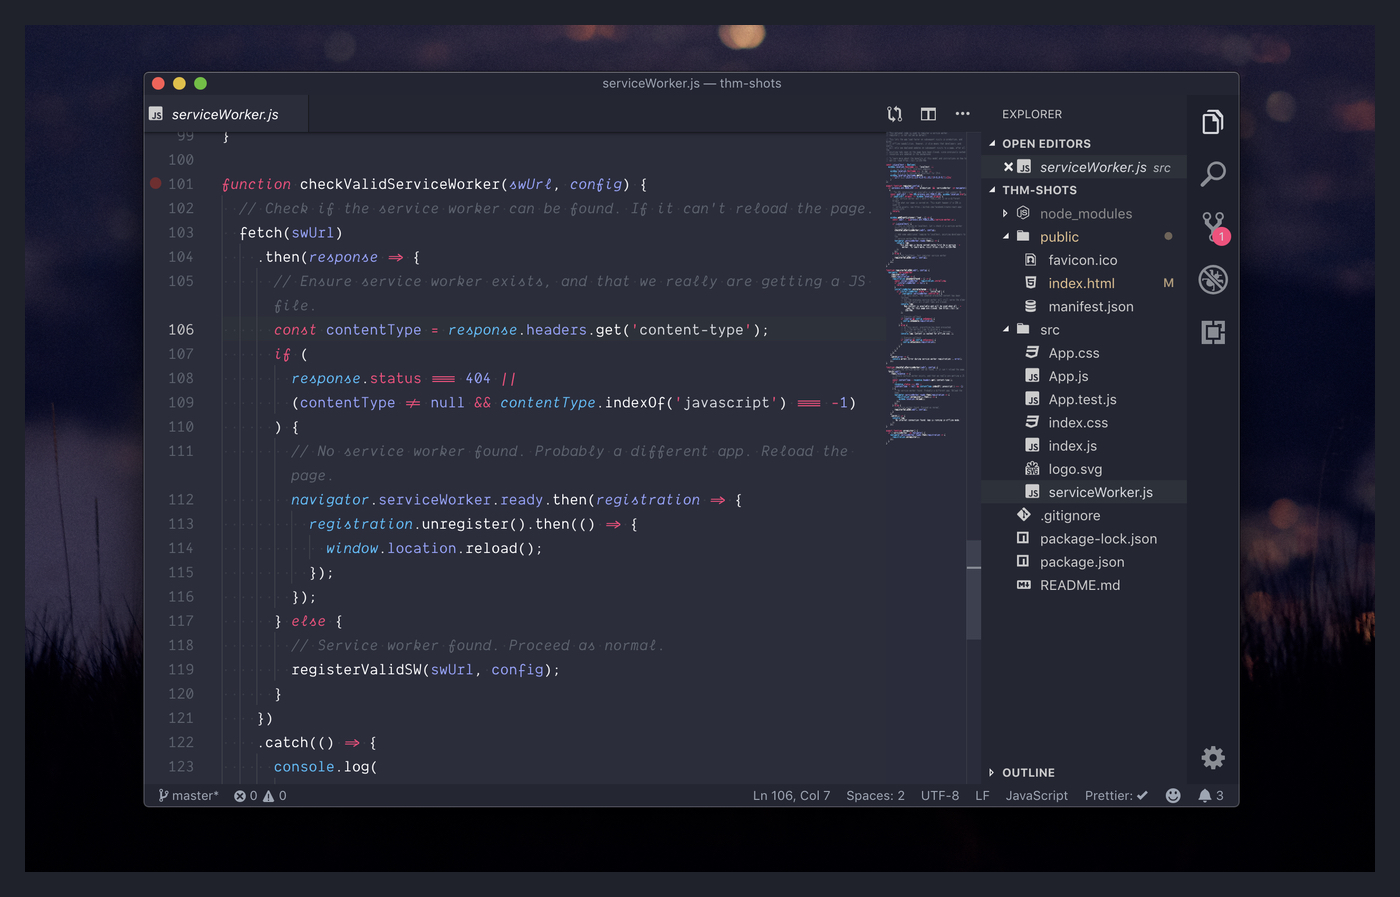 serviceWorker.js — thm-shots
JS serviceWorker.js
99 }
100
101 function checkValidServiceWorker(swUrl, config) {
102 // Check if the service worker can be found. If it can't reload the page.
103 fetch(swUrl)
104 .then(response => {
105 // Ensure service worker exists, and that we really are getting a JS
file.
106 const contentType = response.headers.get('content-type');
107 if (
108 response.status === 404 ||
109 (contentType != null && contentType.indexOf('javascript') === -1)
110 ) {
111 // No service worker found. Probably a different app. Reload the
page.
112 navigator.serviceWorker.ready.then(registration => {
113 registration.unregister().then(() => {
114 window.location.reload();
115 });
116 });
117 } else {
118 // Service worker found. Proceed as normal.
119 registerValidSW(swUrl, config);
120 }
121 })
122 .catch(() => {
123 console.log(
EXPLORER
OPEN EDITORS
JS serviceWorker.js src
THM-SHOTS
node_modules
public
favicon.ico
index.html M
manifest.json
src
App.css
JS App.js
JS App.test.js
index.css
JS index.js
logo.svg
JS serviceWorker.js
.gitignore
package-lock.json
package.json
README.md
OUTLINE
1
master* 0 0
Ln 106, Col 7 Spaces: 2 UTF-8 LF JavaScript Prettier: ✓ 3